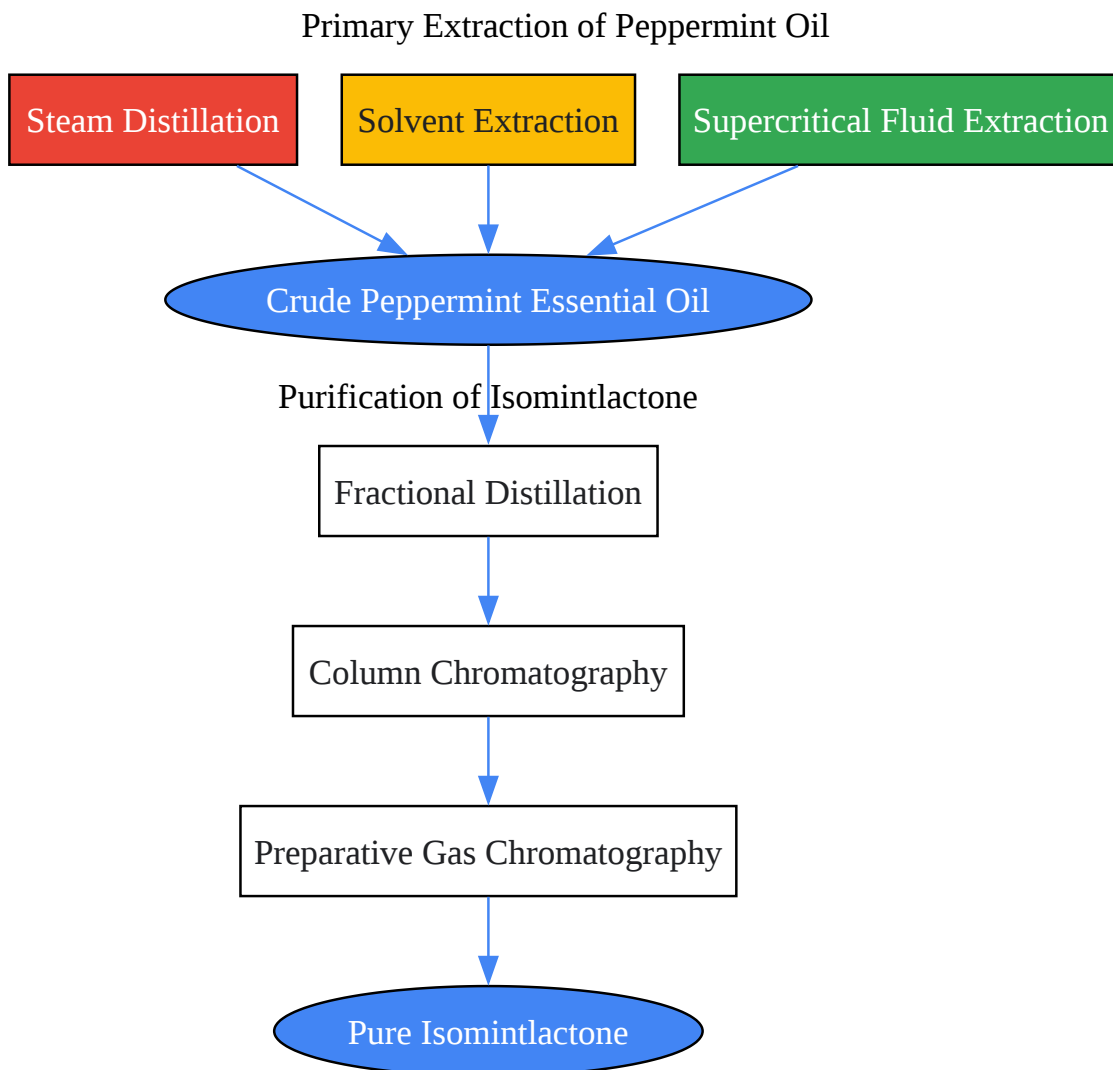 Primary Extraction of Peppermint Oil
Steam Distillation
Solvent Extraction
Supercritical Fluid Extraction
Crude Peppermint Essential Oil
Purification of Isomintlactone
Fractional Distillation
Column Chromatography
Preparative Gas Chromatography
Pure Isomintlactone